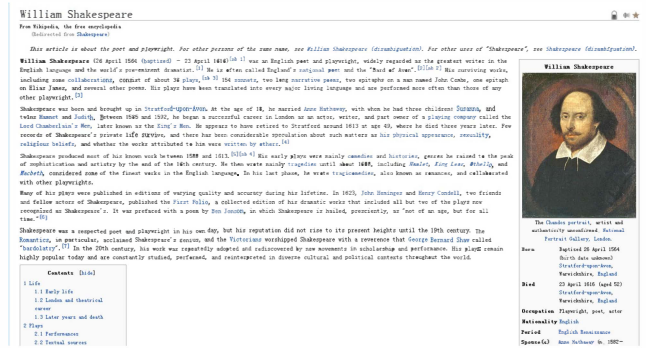 William Shakespeare
From Wikipedia, the free encyclopedia
(Redirected from Shakespeare)
This article is about the poet and playwright. For other persons of the same name, see William Shakespeare (disambiguation). For other uses of "Shakespeare", see Shakespeare (disambiguation).
William Shakespeare (26 April 1564 (baptised) – 23 April 1616)[nb 1] was an English poet and playwright, widely regarded as the greatest writer in the
English language and the world's pre-eminent dramatist.[1] He is often called England's national poet and the "Bard of Avon".[2][nb 2] His surviving works,
including some collaborations, consist of about 38 plays,[nb 3] 154 sonnets, two long narrative poems, two epitaphs on a man named John Combe, one epitaph
on Elias James, and several other poems. His plays have been translated into every major living language and are performed more often than those of any
other playwright.[3]
Shakespeare was born and brought up in Stratford-upon-Avon. At the age of 18, he married Anne Hathaway, with whom he had three children: Susanna, and
twins Hamnet and Judith. Between 1585 and 1592, he began a successful career in London as an actor, writer, and part owner of a playing company called the
Lord Chamberlain's Men, later known as the King's Men. He appears to have retired to Stratford around 1613 at age 49, where he died three years later. Few
records of Shakespeare's private life survive, and there has been considerable speculation about such matters as his physical appearance, sexuality,
religious beliefs, and whether the works attributed to him were written by others.[4]
Shakespeare produced most of his known work between 1589 and 1613.[5][nb 4] His early plays were mainly comedies and histories, genres he raised to the peak
of sophistication and artistry by the end of the 16th century. He then wrote mainly tragedies until about 1608, including Hamlet, King Lear, Othello, and
Macbeth, considered some of the finest works in the English language. In his last phase, he wrote tragicomedies, also known as romances, and collaborated
with other playwrights.
Many of his plays were published in editions of varying quality and accuracy during his lifetime. In 1623, John Heminges and Henry Condell, two friends
and fellow actors of Shakespeare, published the First Folio, a collected edition of his dramatic works that included all but two of the plays now
recognised as Shakespeare's. It was prefaced with a poem by Ben Jonson, in which Shakespeare is hailed, presciently, as "not of an age, but for all
time."[6]
Shakespeare was a respected poet and playwright in his own day, but his reputation did not rise to its present heights until the 19th century. The
Romantics, in particular, acclaimed Shakespeare's genius, and the Victorians worshipped Shakespeare with a reverence that George Bernard Shaw called
"bardolatry".[7] In the 20th century, his work was repeatedly adopted and rediscovered by new movements in scholarship and performance. His plays remain
highly popular today and are constantly studied, performed, and reinterpreted in diverse cultural and political contexts throughout the world.
Contents [hide]
1 Life
1.1 Early life
1.2 London and theatrical
career
1.3 Later years and death
2 Plays
2.1 Performances
2.2 Textual sources
William Shakespeare
The Chandos portrait, artist and
authenticity unconfirmed. National
Portrait Gallery, London.
Born Baptised 26 April 1564
(birth date unknown)
Stratford-upon-Avon,
Warwickshire, England
Died 23 April 1616 (aged 52)
Stratford-upon-Avon,
Warwickshire, England
Occupation Playwright, poet, actor
Nationality English
Period English Renaissance
Spouse(s) Anne Hathaway (m. 1582–